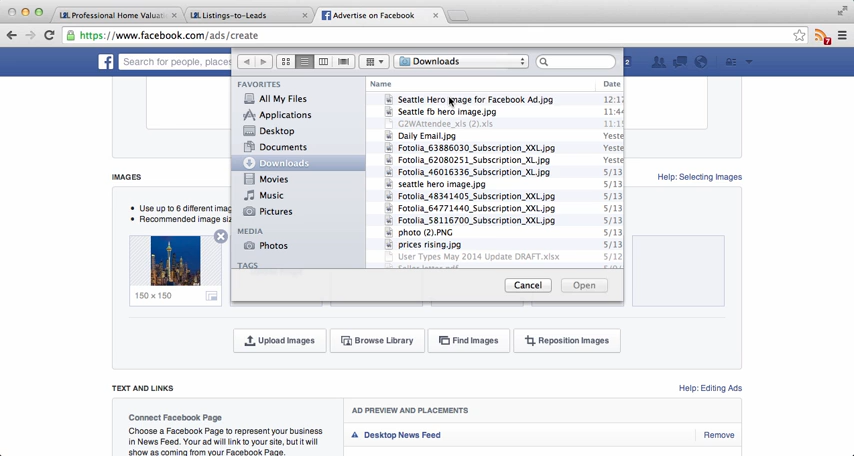 Professional Home Valuati
Listings-to-Leads
Advertise on Facebook
https://www.facebook.com/ads/create
Search for people, places
Downloads
2
FAVORITES
All My Files
Applications
Desktop
Documents
Downloads
Movies
Music
Pictures
MEDIA
Photos
TAGS
Name
Date
Seattle Hero Image for Facebook Ad.jpg 12:17
Seattle fb hero image.jpg 11:44
G2WAttendee_xls (2).xls 11:15
Daily Email.jpg Yeste
Fotolia_63886030_Subscription_XXL.jpg Yeste
Fotolia_62080251_Subscription_XL.jpg Yeste
Fotolia_46016336_Subscription_XL.jpg 5/13
seattle hero image.jpg 5/13
Fotolia_48341405_Subscription_XXL.jpg 5/13
Fotolia_64771440_Subscription_XXL.jpg 5/13
Fotolia_58116700_Subscription_XXL.jpg 5/13
photo (2).PNG 5/13
prices rising.jpg 5/13
User Types May 2014 Update DRAFT.xlsx 5/12
Cancel
Open
IMAGES
Help: Selecting Images
Use up to 6 different imag
Recommended image siz
150 x 150
Upload Images
Browse Library
Find Images
Reposition Images
TEXT AND LINKS
Help: Editing Ads
Connect Facebook Page
Choose a Facebook Page to represent your business
in News Feed. Your ad will link to your site, but it will
show as coming from your Facebook Page.
AD PREVIEW AND PLACEMENTS
Desktop News Feed
Remove